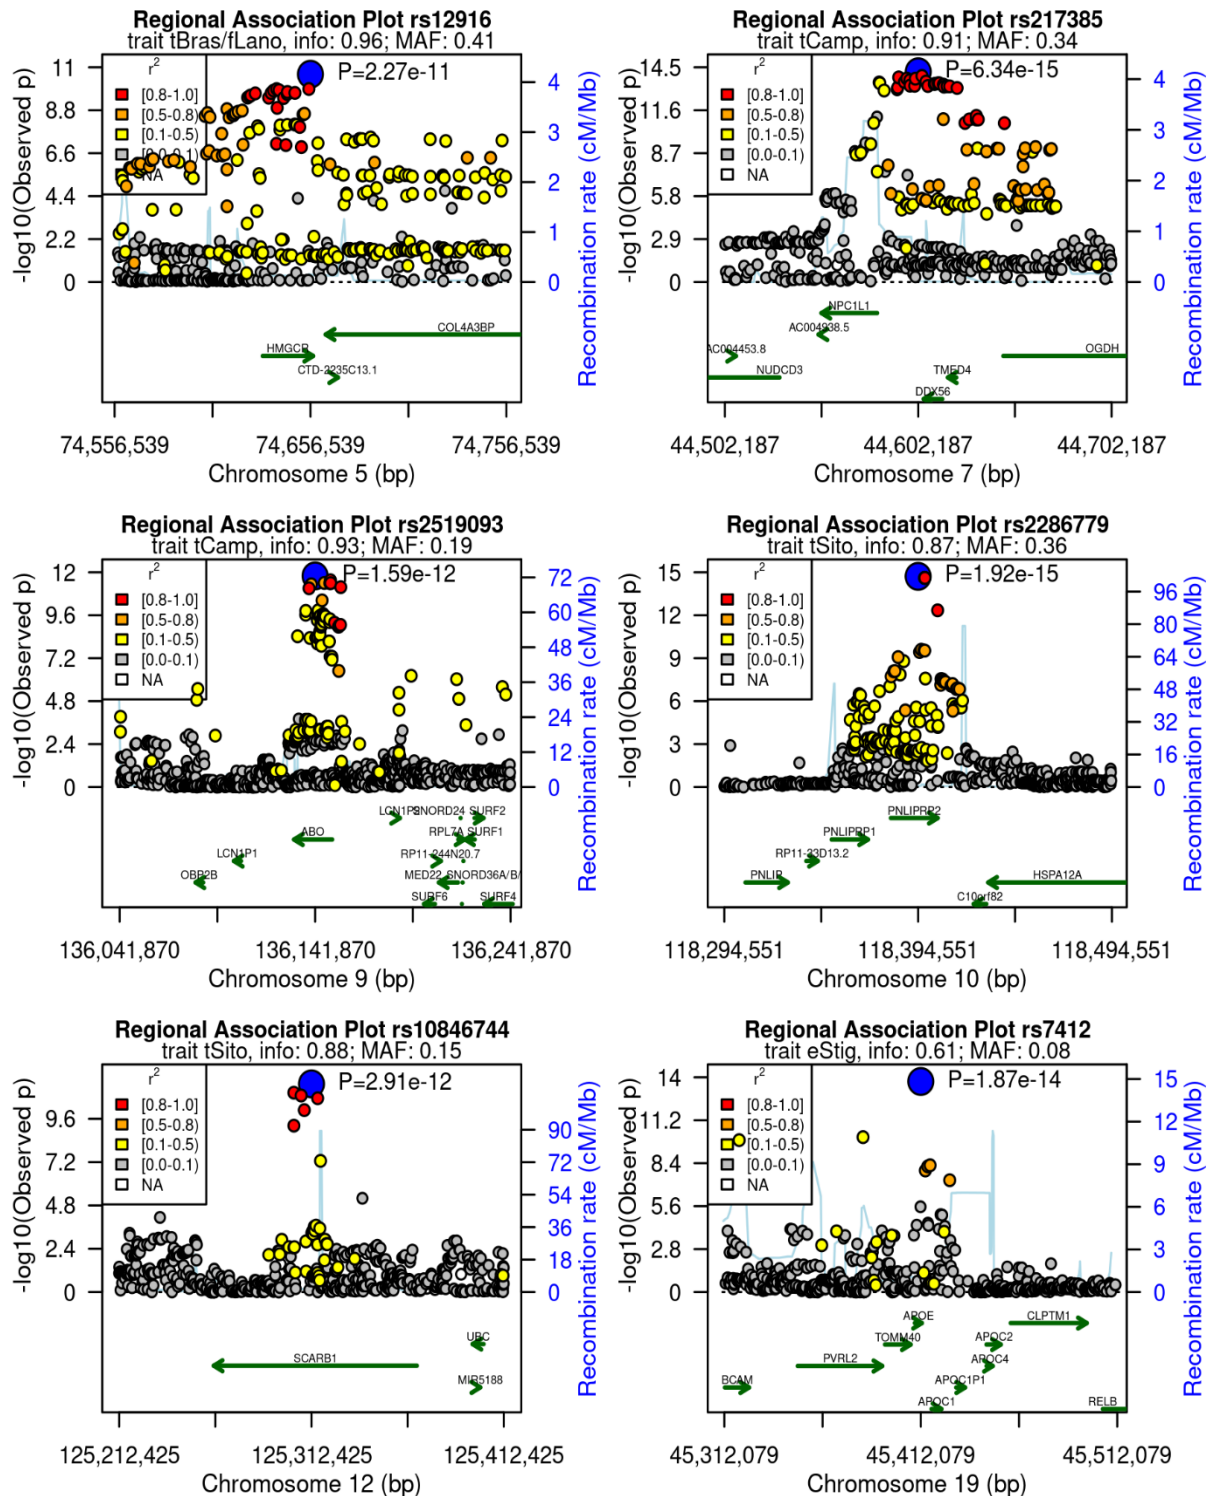 Regional Association Plot rs12916
trait tBras/fLano, info: 0.96; MAF: 0.41
P=2.27e-11
r2
[0.8-1.0]
[0.5-0.8)
[0.1-0.5)
[0.0-0.1)
NA
-log10(Observed p)
11
8.8
6.6
4.4
2.2
0
Recombination rate (cM/Mb)
4
3
2
1
0
COL4A3BP
HMGCR
CTD-2235C13.1
74,556,539 74,656,539 74,756,539
Chromosome 5 (bp)
Regional Association Plot rs217385
trait tCamp, info: 0.91; MAF: 0.34
P=6.34e-15
r2
[0.8-1.0]
[0.5-0.8)
[0.1-0.5)
[0.0-0.1)
NA
-log10(Observed p)
14.5
11.6
8.7
5.8
2.9
0
Recombination rate (cM/Mb)
4
3
2
1
0
NPC1L1
AC004938.5
AC004453.8 OGDH
NUDCD3 TMED4
DDX56
44,502,187 44,602,187 44,702,187
Chromosome 7 (bp)
Regional Association Plot rs2519093
trait tCamp, info: 0.93; MAF: 0.19
P=1.59e-12
r2
[0.8-1.0]
[0.5-0.8)
[0.1-0.5)
[0.0-0.1)
NA
-log10(Observed p)
12
9.6
7.2
4.8
2.4
0
Recombination rate (cM/Mb)
72
60
48
36
24
12
0
LCN1P2 SNORD24 SURF2
ABO RPL7A SURF1
LCN1P1 RP11-244N20.7
OBP2B MED22 SNORD36A/B/
SURF6 SURF4
136,041,870 136,141,870 136,241,870
Chromosome 9 (bp)
Regional Association Plot rs2286779
trait tSito, info: 0.87; MAF: 0.36
P=1.92e-15
r2
[0.8-1.0]
[0.5-0.8)
[0.1-0.5)
[0.0-0.1)
NA
-log10(Observed p)
15
12
9
6
3
0
Recombination rate (cM/Mb)
96
80
64
48
32
16
0
PNLIPRP2
PNLIPRP1
RP11-33D13.2
PNLIP HSPA12A
C10orf82
118,294,551 118,394,551 118,494,551
Chromosome 10 (bp)
Regional Association Plot rs10846744
trait tSito, info: 0.88; MAF: 0.15
P=2.91e-12
r2
[0.8-1.0]
[0.5-0.8)
[0.1-0.5)
[0.0-0.1)
NA
-log10(Observed p)
9.6
7.2
4.8
2.4
0
Recombination rate (cM/Mb)
90
72
54
36
18
0
UBC
SCARB1
MIR5188
125,212,425 125,312,425 125,412,425
Chromosome 12 (bp)
Regional Association Plot rs7412
trait eStig, info: 0.61; MAF: 0.08
P=1.87e-14
r2
[0.8-1.0]
[0.5-0.8)
[0.1-0.5)
[0.0-0.1)
NA
-log10(Observed p)
14
11.2
8.4
5.6
2.8
0
Recombination rate (cM/Mb)
15
12
9
6
3
0
APOE CLPTM1
TOMM40 APOC2
PVRL2 APOC4
BCAM APOC1P1
APOC1 RELB
45,312,079 45,412,079 45,512,079
Chromosome 19 (bp)